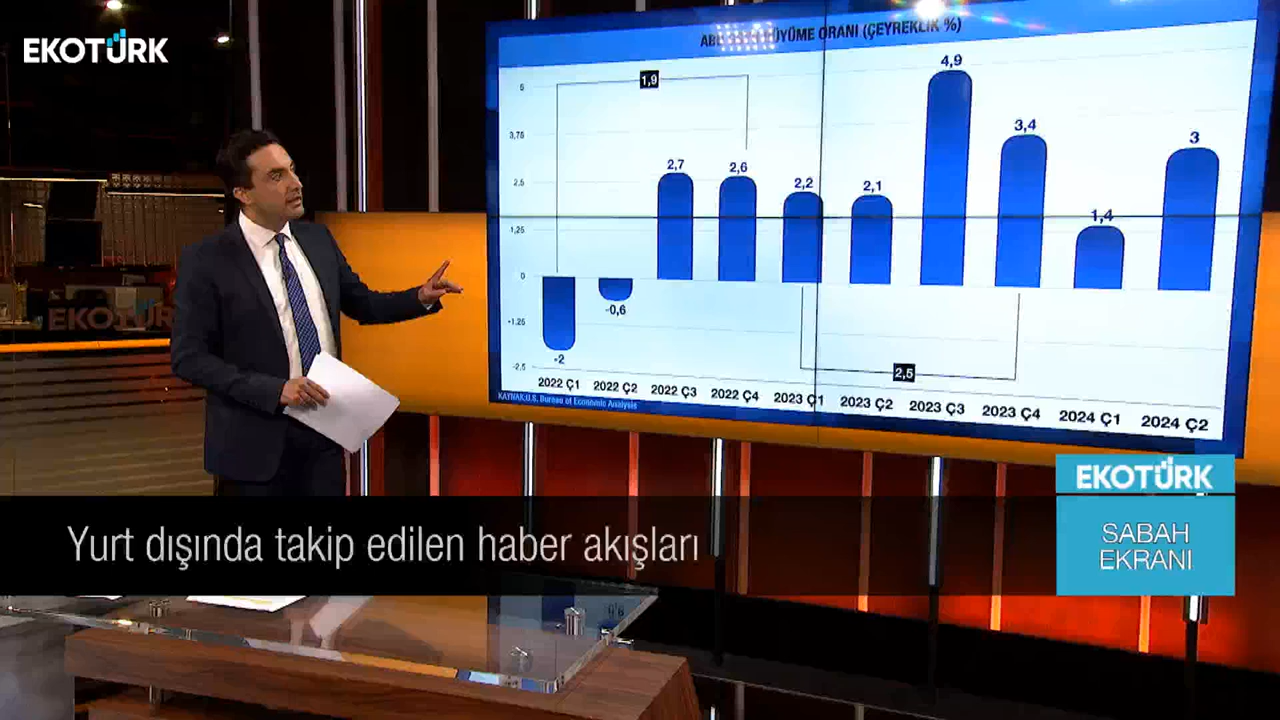 EKOTÜRK
BÜYÜME ORANI (ÇEYREKLİK %)
4,9
1,9
5
3,75
3,4
3
2,7
2,6
2,5
2,2
2,1
1,25
1,4
0
-0,6
-1,25
-2
-2,5
2,5
2022 Ç1 2022 Ç2 2022 Ç3 2022 Ç4 2023 Ç1 2023 Ç2 2023 Ç3 2023 Ç4 2024 Ç1 2024 Ç2
KAYNAK:U.S. Bureau of Economic Analysis
EKOTÜRK
EKOTÜRK
SABAH
EKRANI
Yurt dışında takip edilen haber akışları